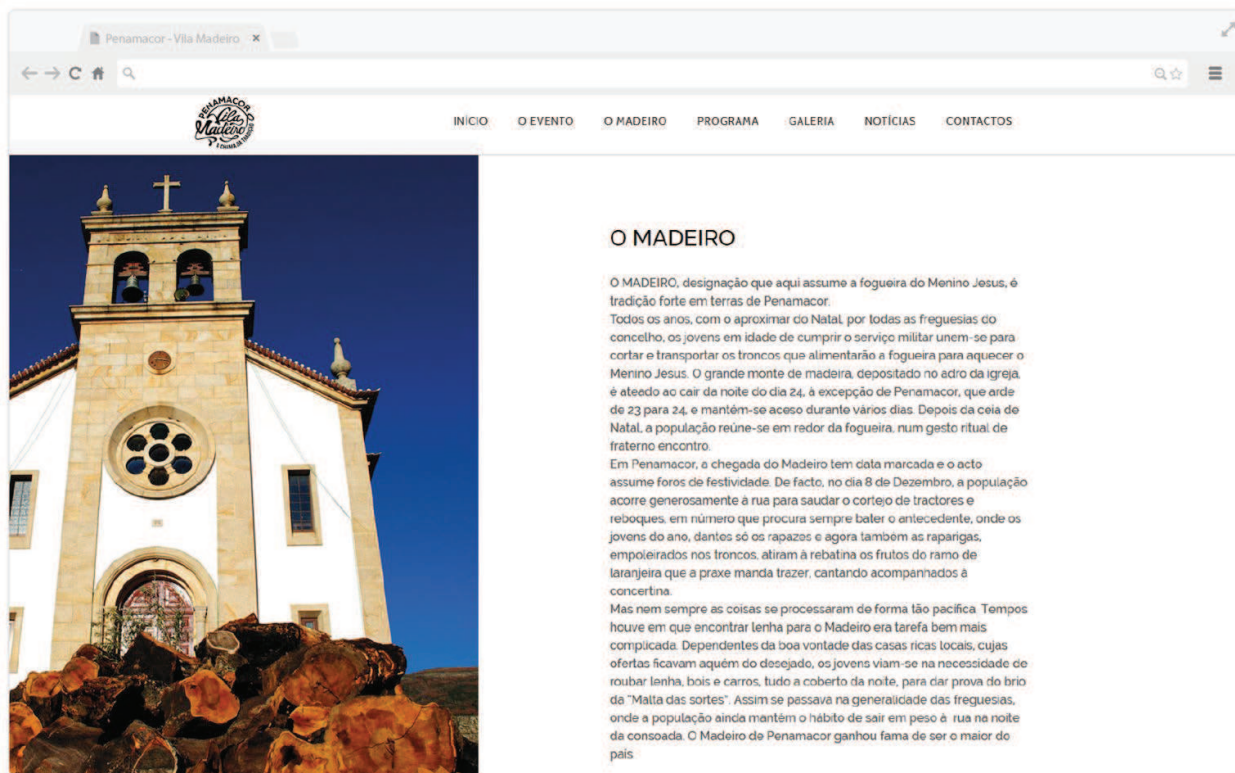 Penamacor - Vila Madeiro
PENAMACOR
Vila
Madeiro
INÍCIO O EVENTO O MADEIRO PROGRAMA GALERIA NOTÍCIAS CONTACTOS
O MADEIRO
O MADEIRO, designação que aqui assume a fogueira do Menino Jesus, é
tradição forte em terras de Penamacor.
Todos os anos, com o aproximar do Natal, por todas as freguesias do
concelho, os jovens em idade de cumprir o serviço militar unem-se para
cortar e transportar os troncos que alimentarão a fogueira para aquecer o
Menino Jesus. O grande monte de madeira, depositado no adro da igreja,
é ateado ao cair da noite do dia 24, à excepção de Penamacor, que arde
de 23 para 24, e mantém-se aceso durante vários dias. Depois da ceia de
Natal, a população reúne-se em redor da fogueira, num gesto ritual de
fraterno encontro.
Em Penamacor, a chegada do Madeiro tem data marcada e o acto
assume foros de festividade. De facto, no dia 8 de Dezembro, a população
acorre generosamente à rua para saudar o cortejo de tractores e
reboques, em número que procura sempre bater o antecedente, onde os
jovens do ano, dantes só os rapazes e agora também as raparigas,
empoleirados nos troncos, atiram à rebatina os frutos do ramo de
laranjeira que a praxe manda trazer, cantando acompanhados à
concertina.
Mas nem sempre as coisas se processaram de forma tão pacífica. Tempos
houve em que encontrar lenha para o Madeiro era tarefa bem mais
complicada. Dependentes da boa vontade das casas ricas locais, cujas
ofertas ficavam aquém do desejado, os jovens viam-se na necessidade de
roubar lenha, bois e carros, tudo a coberto da noite, para dar prova do brio
da "Malta das sortes". Assim se passava na generalidade das freguesias,
onde a população ainda mantém o hábito de sair em peso à rua na noite
da consoada. O Madeiro de Penamacor ganhou fama de ser o maior do
país